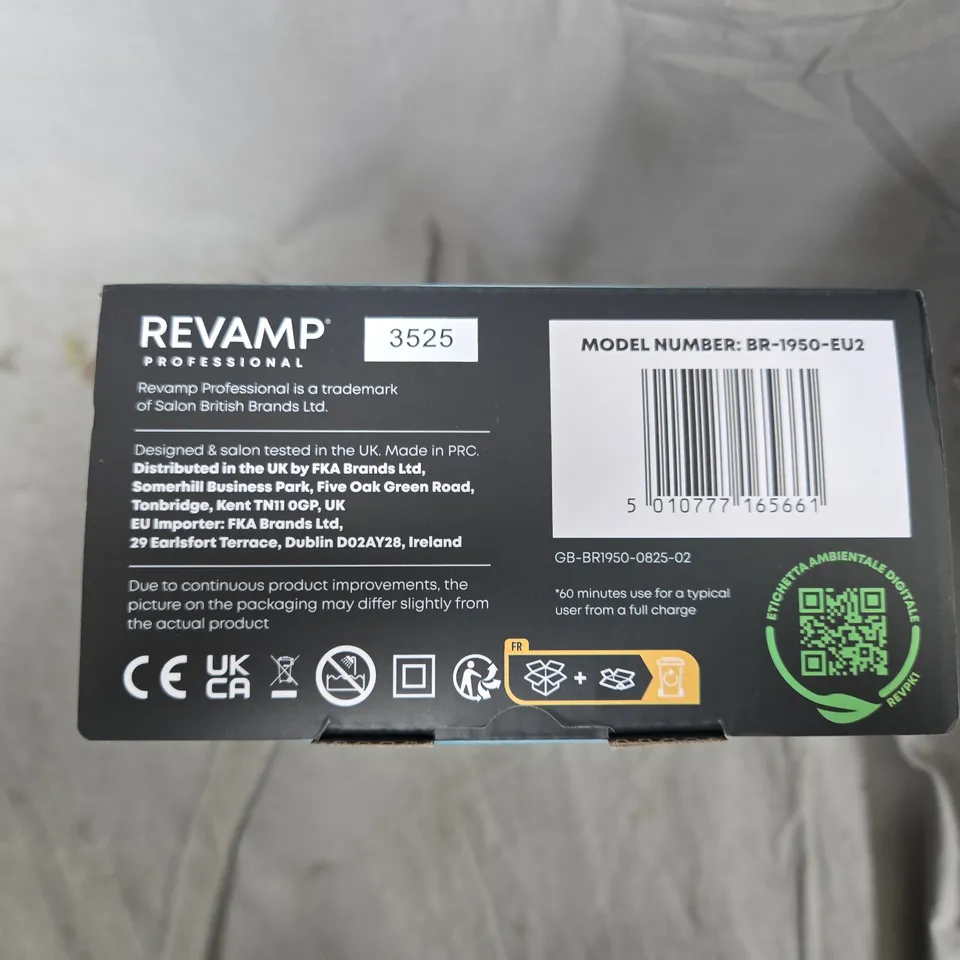 REVAMP®
PROFESSIONAL
3525
Revamp Professional is a trademark
of Salon British Brands Ltd.
Designed & salon tested in the UK. Made in PRC.
Distributed in the UK by FKA Brands Ltd,
Somerhill Business Park, Five Oak Green Road,
Tonbridge, Kent TN11 0GP, UK
EU Importer: FKA Brands Ltd,
29 Earlsfort Terrace, Dublin D02AY28, Ireland
Due to continuous product improvements, the
picture on the packaging may differ slightly from
the actual product
CE
UK
CA
FR
+
MODEL NUMBER: BR-1950-EU2
5 010777 165661
GB-BR1950-0825-02
*60 minutes use for a typical
user from a full charge
ETICHETTA AMBIENTALE DIGITALE
REVPK1